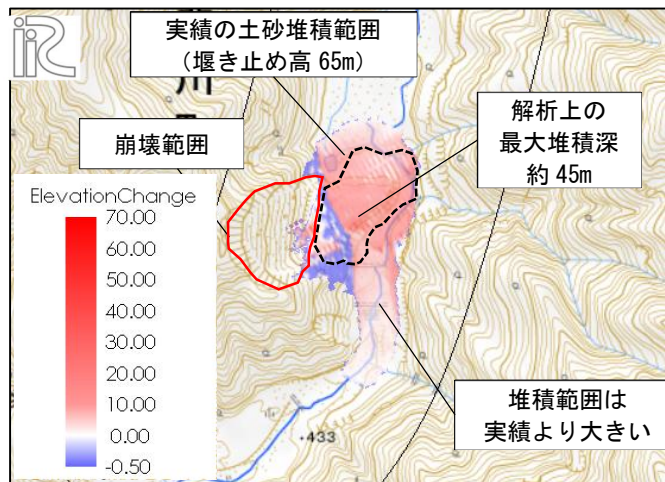 iRIC
川
実績の土砂堆積範囲
(堰き止め高 65m)
解析上の
最大堆積深
約 45m
崩壊範囲
ElevationChange
70.00
60.00
50.00
40.00
30.00
20.00
10.00
0.00
-0.50
堆積範囲は
実績より大きい
433